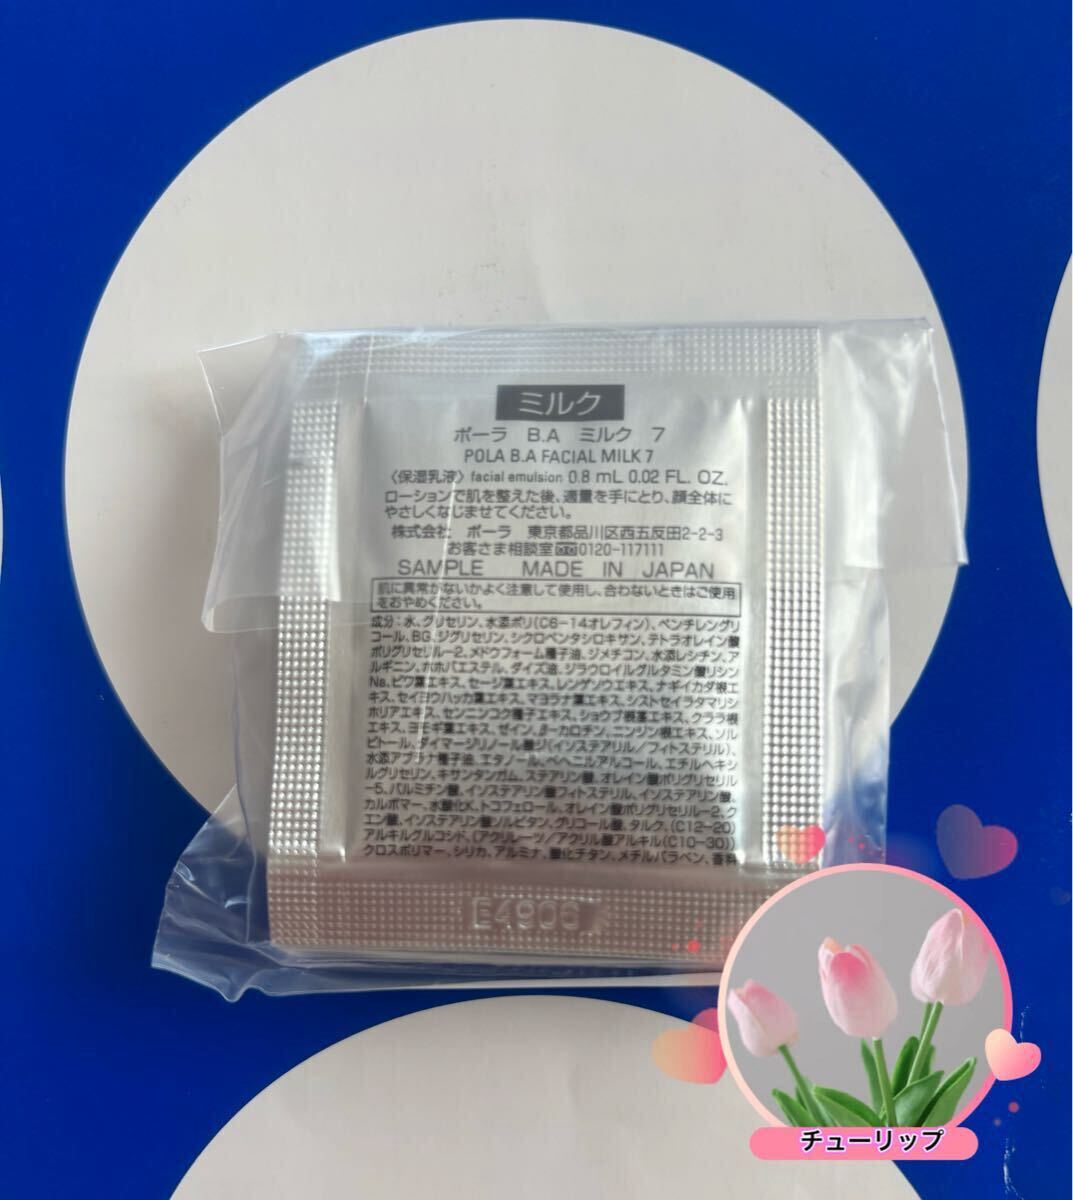 ミルク
ポーラ B.A ミルク 7
POLA B.A FACIAL MILK 7
〈保湿乳液〉 facial emulsion 0.8 mL 0.02 FL. OZ.
ローションで肌を整えた後、適量を手にとり、顔全体に
やさしくなじませてください。
株式会社 ポーラ 東京都品川区西五反田2-2-3
お客さま相談室 0120-117111
SAMPLE MADE IN JAPAN
肌に異常がないかよく注意して使用し、合わないときはご使用
をおやめください。
成分：水、グリセリン、水添ポリ(C6-14オレフィン)、ペンチレングリ
コール、BG、ジグリセリン、シクロペンタシロキサン、テトラオレイン酸
ポリグリセリル-2、メドウフォーム種子油、ジメチコン、水添レシチン、ア
ルギニン、ホホバエステル、ダイズ油、ジラウロイルグルタミン酸リシン
Na、ビワ葉エキス、セージ葉エキス、レンゲソウエキス、ナギイカダ根エ
キス、セイヨウハッカ葉エキス、マヨラナ葉エキス、シストセイラタマリシ
ホリアエキス、センニンコク種子エキス、ショウブ根茎エキス、クララ根
エキス、ヨモギ葉エキス、ゼイン、β-カロチン、ニンジン根エキス、ソル
ビトール、ダイマージリノール酸ジ(イソステアリル/フィトステリル)、
水添アブラナ種子油、エタノール、ベヘニルアルコール、エチルヘキシ
ルグリセリン、キサンタンガム、ステアリン酸、オレイン酸ポリグリセリル
-5、パルミチン酸、イソステアリン酸フィトステリル、イソステアリン酸、
カルボマー、水酸化K、トコフェロール、オレイン酸ポリグリセリル-2、ク
エン酸、イソステアリン酸ソルビタン、グリコール酸、タルク、(C12-20)
アルキルグルコシド、(アクリレーツ/アクリル酸アルキル(C10-30))
クロスポリマー、シリカ、アルミナ、酸化チタン、メチルパラベン、香料
E4906
チューリップ